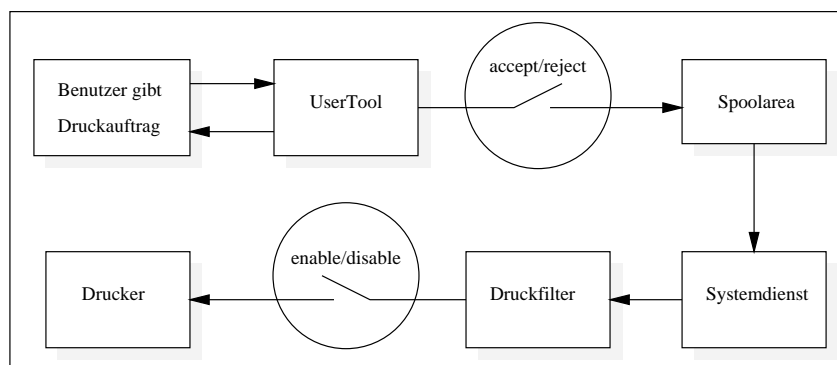 Benutzer gibt
Druckauftrag
UserTool
accept/reject
Spoolarea
Drucker
enable/disable
Druckfilter
Systemdienst